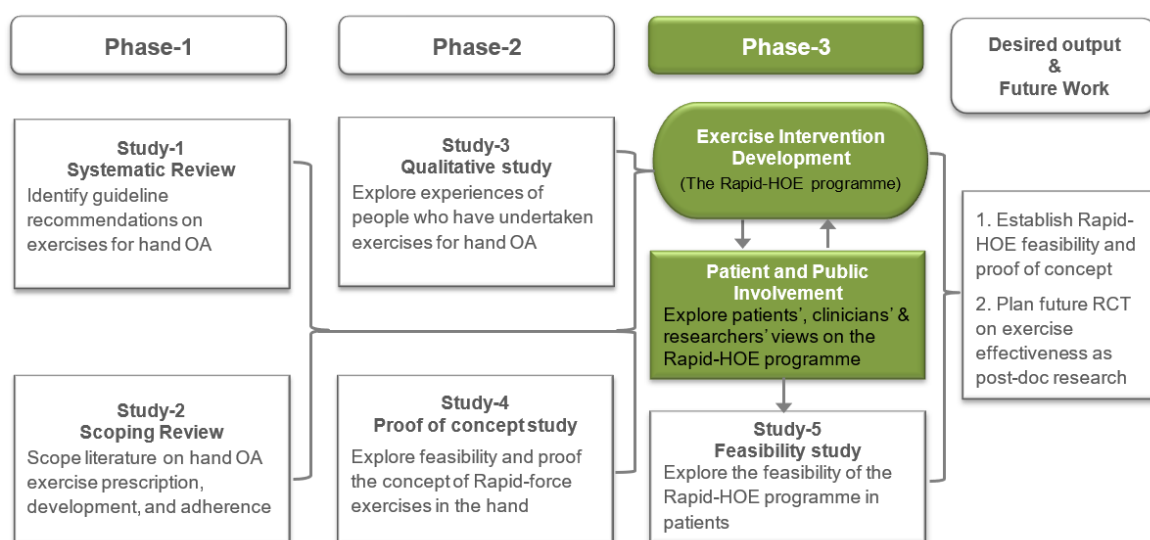 Phase-1
Phase-2
Phase-3
Desired output
&
Future Work
Study-1
Systematic Review
Identify guideline
recommendations on
exercises for hand OA
Study-2
Scoping Review
Scope literature on hand OA
exercise prescription,
development, and adherence
Study-3
Qualitative study
Explore experiences of
people who have undertaken
exercises for hand OA
Study-4
Proof of concept study
Explore feasibility and proof
the concept of Rapid-force
exercises in the hand
Exercise Intervention
Development
(The Rapid-HOE programme)
Patient and Public
Involvement
Explore patients’, clinicians’ &
researchers’ views on the
Rapid-HOE programme
Study-5
Feasibility study
Explore the feasibility of the
Rapid-HOE programme in
patients
1. Establish Rapid-
HOE feasibility and
proof of concept
2. Plan future RCT
on exercise
effectiveness as
post-doc research